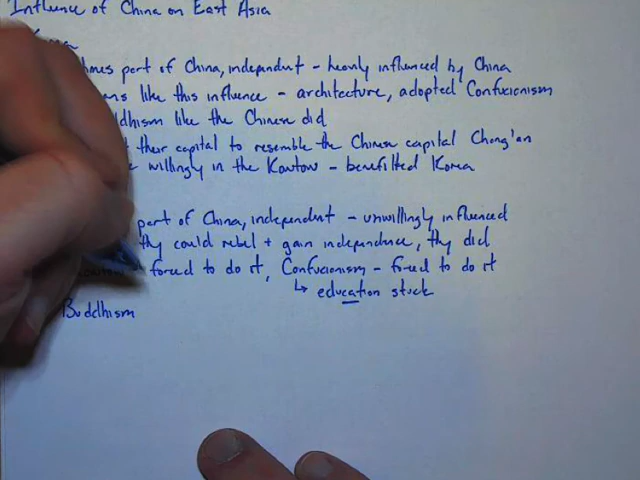 Influence of China on East Asia
times part of China, independent - heavily influenced by China
like this influence - architecture, adopted Confucionism
like the Chinese did
their capital to resemble the Chinese capital Chang'an
willingly in the Kowtow - benefitted Korea
part of China, independent - unwillingly influenced
they could rebel + gain independence, they did
forced to do it, Confucionism - forced to do it
↳ education stuck
Buddhism